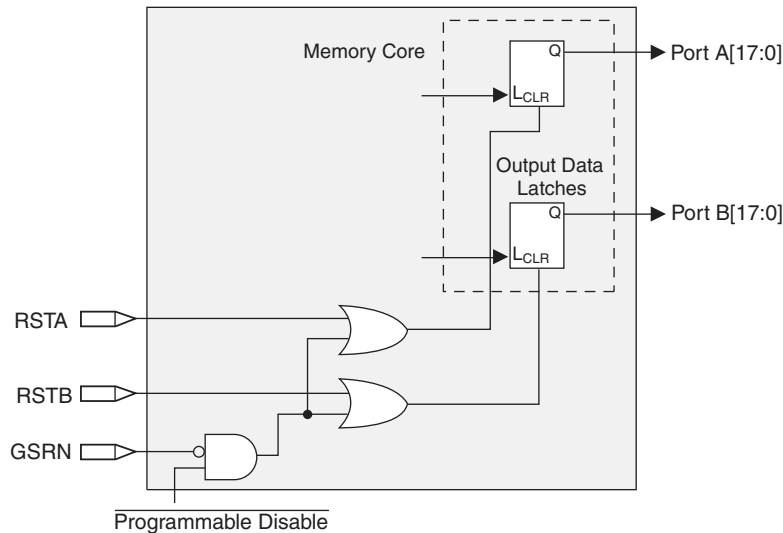 Memory Core
Q
Port A[17:0]
LCLR
Output Data
Latches
Q
Port B[17:0]
LCLR
RSTA
RSTB
GSRN
Programmable Disable